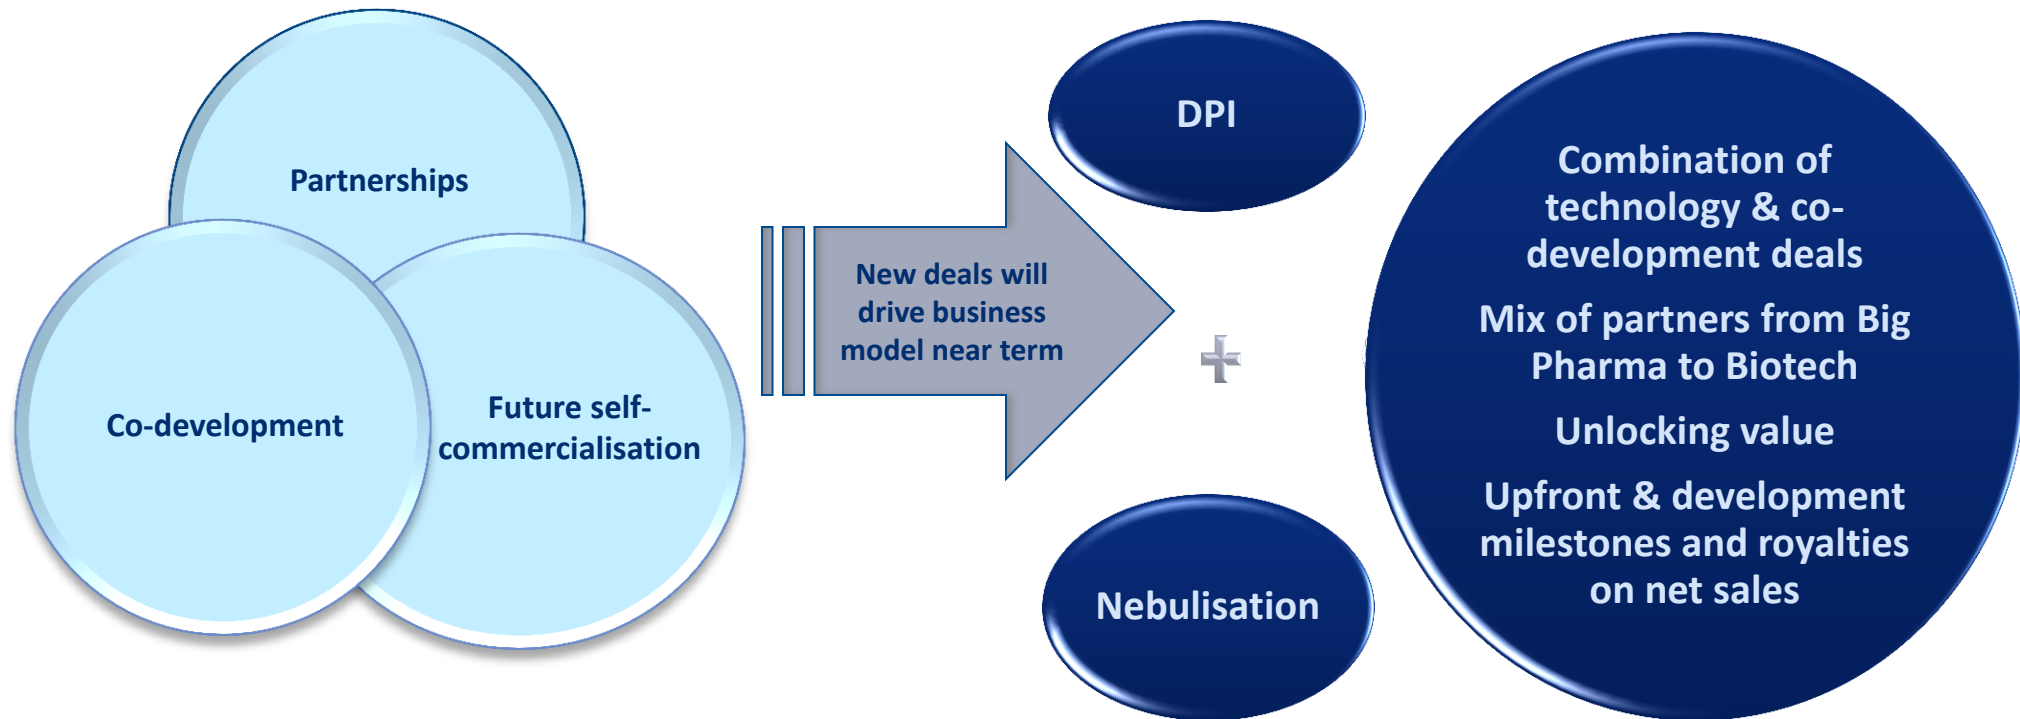 Partnerships
Co-development
Future self-
commercialisation
New deals will
drive business
model near term
DPI
Nebulisation
Combination of
technology & co-
development deals
Mix of partners from Big
Pharma to Biotech
Unlocking value
Upfront & development
milestones and royalties
on net sales